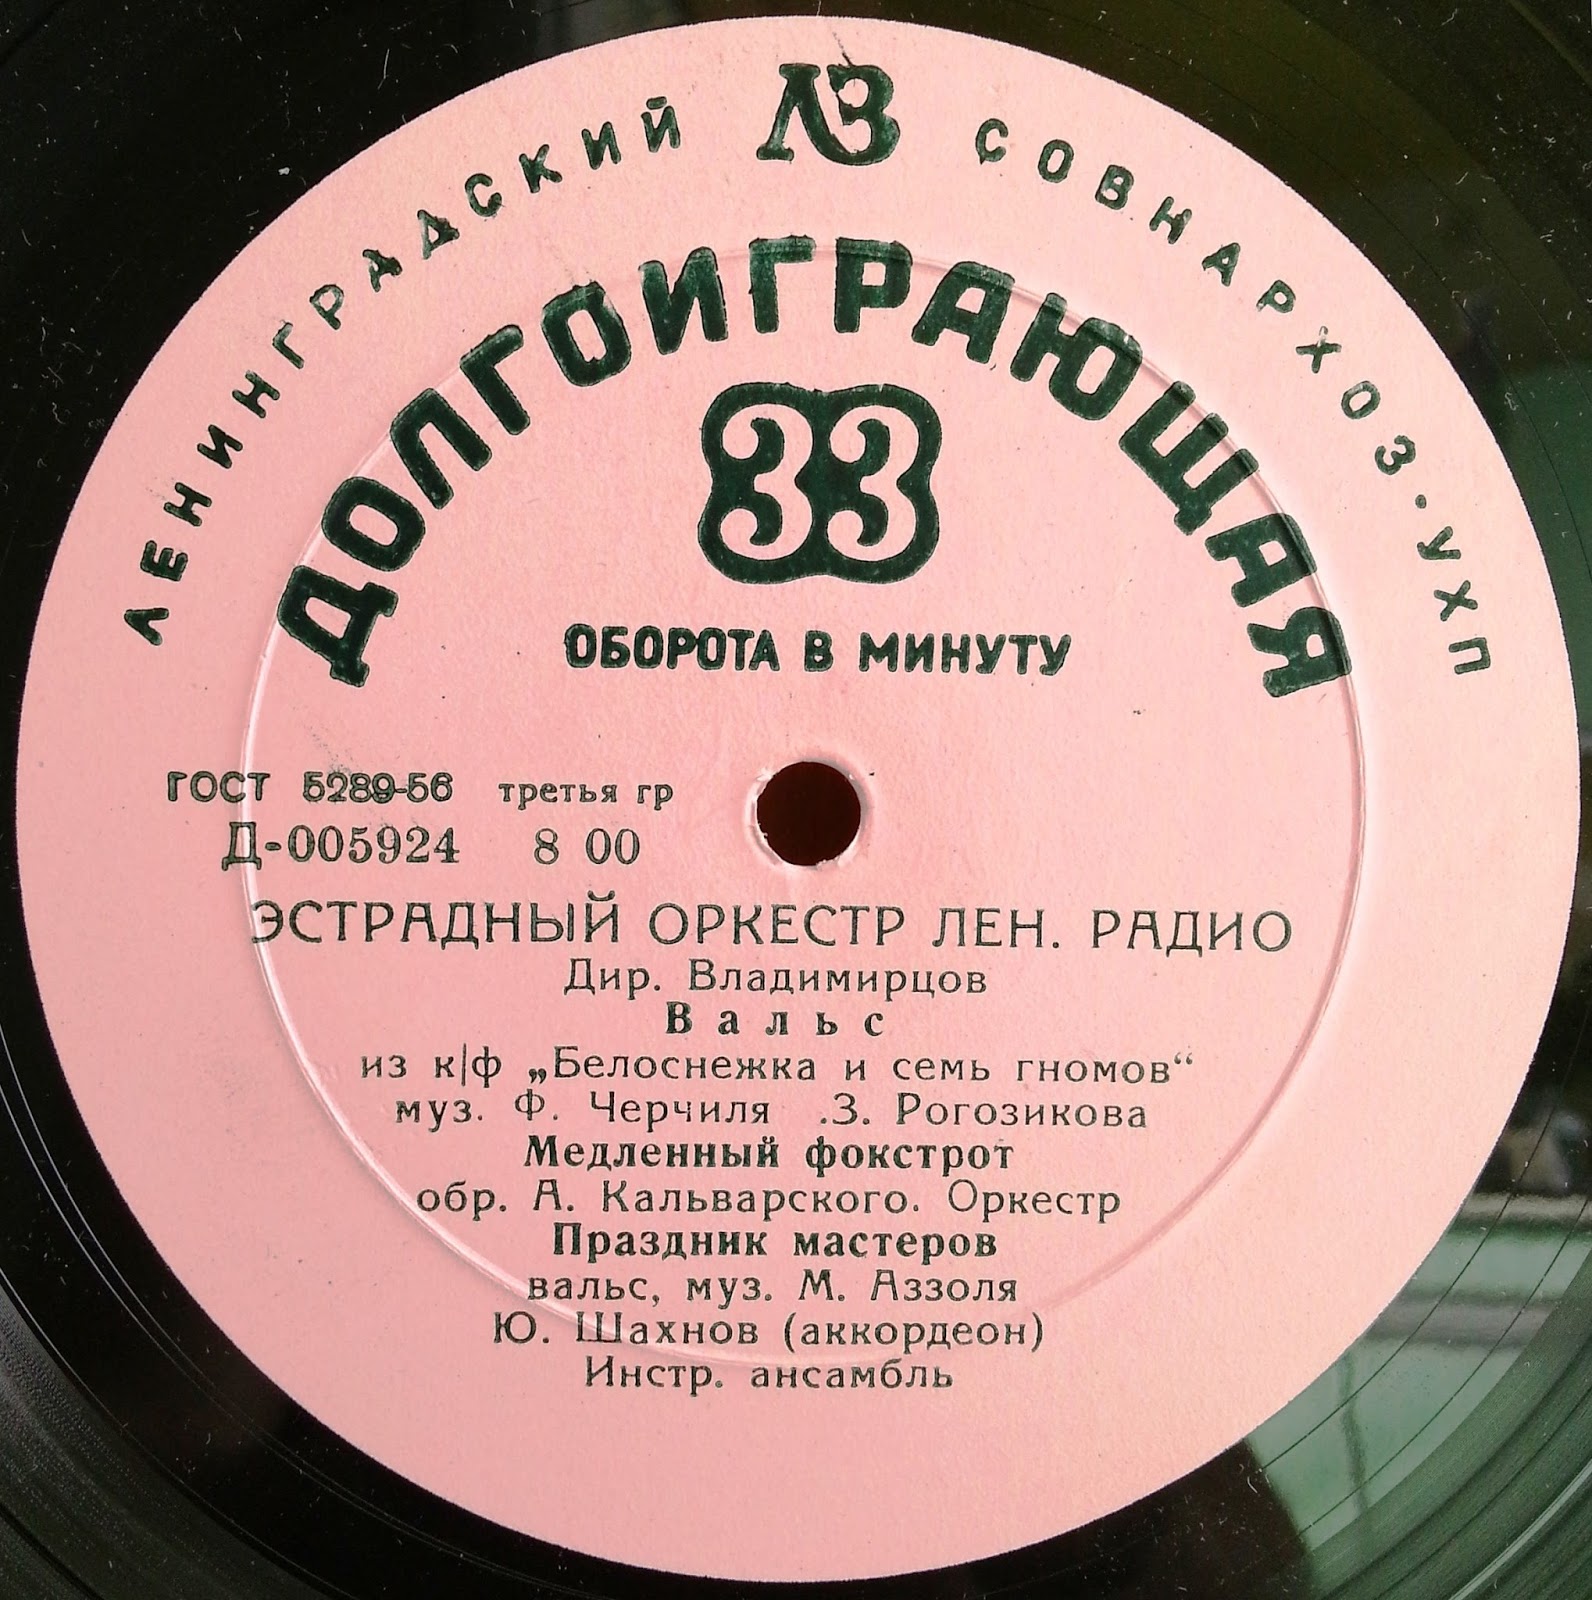 ЛЕНИНГРАДСКИЙ ЛЗ СОВНАРХОЗ·УХП
ДОЛГОИГРАЮЩАЯ
33
ОБОРОТА В МИНУТУ
ГОСТ 5289-56 третья гр
Д-005924 8 00
ЭСТРАДНЫЙ ОРКЕСТР ЛЕН. РАДИО
Дир. Владимирцов
Вальс
из к|ф „Белоснежка и семь гномов“
муз. Ф. Черчиля .З. Рогозикова
Медленный фокстрот
обр. А. Кальварского. Оркестр
Праздник мастеров
вальс, муз. М. Аззоля
Ю. Шахнов (аккордеон)
Инстр. ансамбль